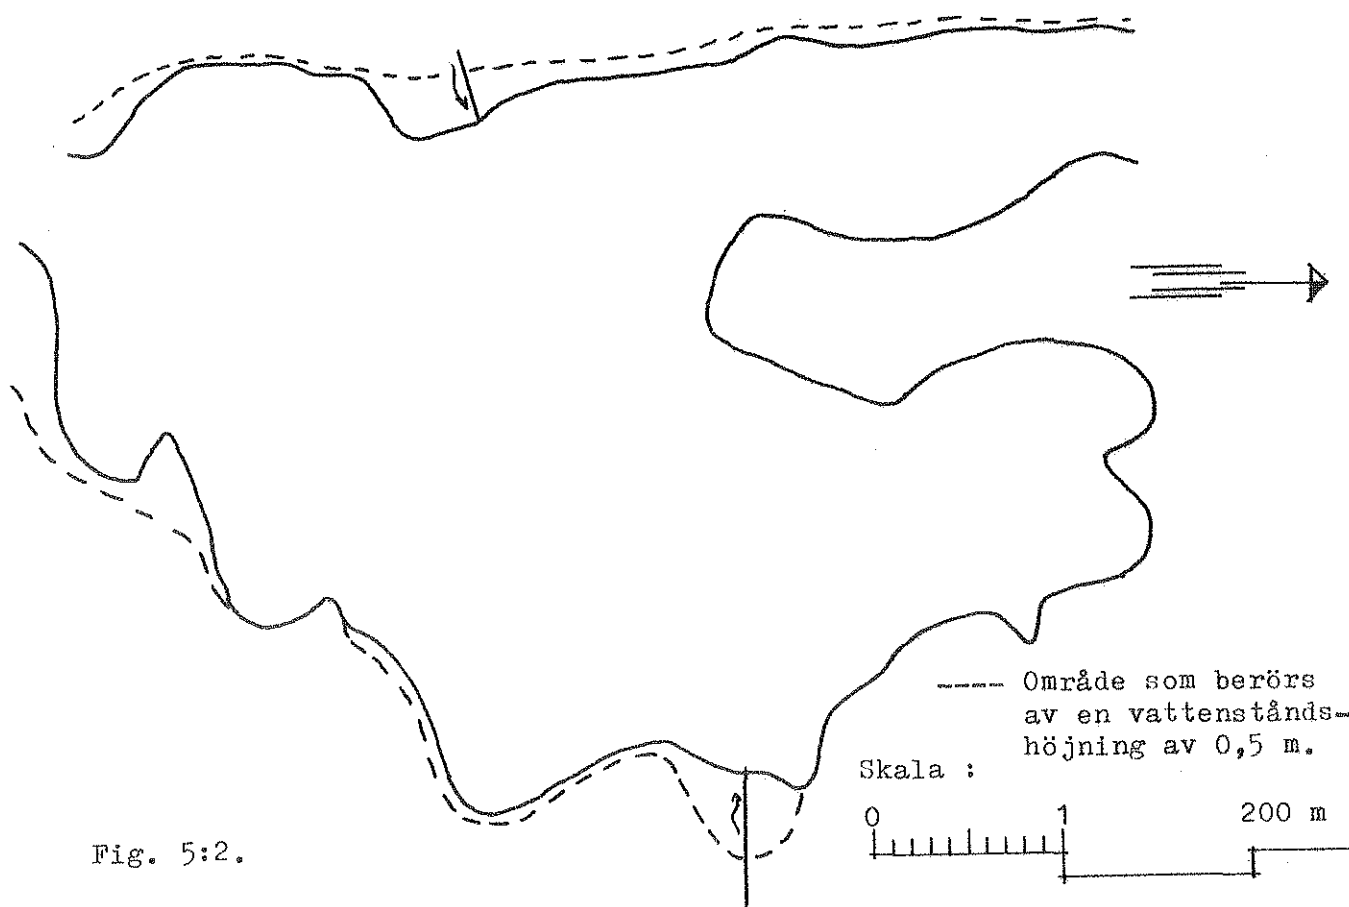 ---- Område som berörs
av en vattenstånds-
höjning av 0,5 m.
Skala :
0 1 200 m
Fig. 5:2.